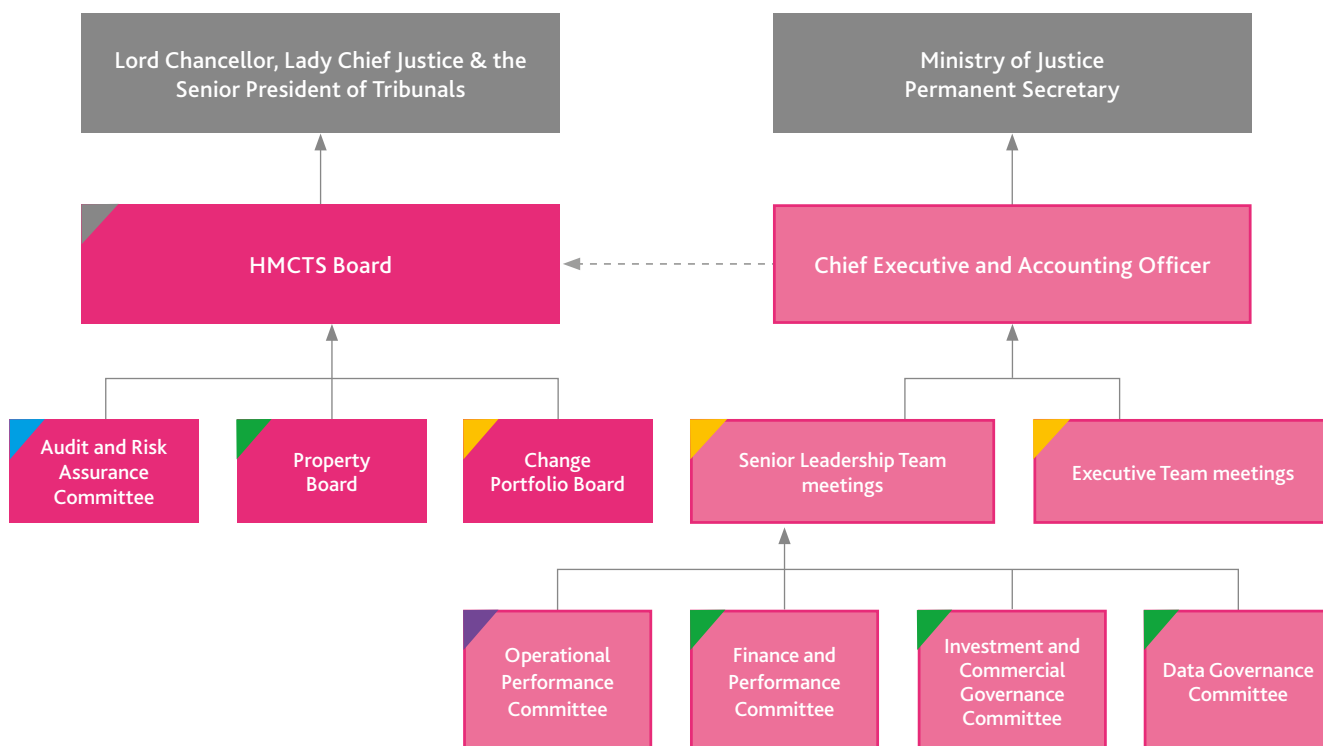 Lord Chancellor, Lady Chief Justice & the
Senior President of Tribunals
Ministry of Justice
Permanent Secretary
HMCTS Board
Chief Executive and Accounting Officer
Audit and Risk
Assurance
Committee
Property
Board
Change
Portfolio Board
Senior Leadership Team
meetings
Executive Team meetings
Operational
Performance
Committee
Finance and
Performance
Committee
Investment and
Commercial
Governance
Committee
Data Governance
Committee